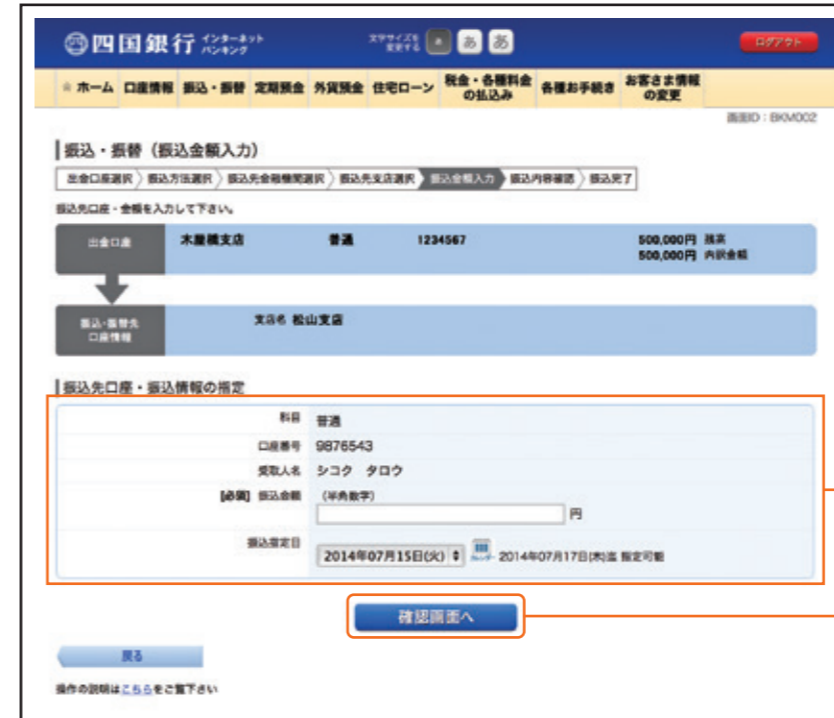 四国銀行 インターネットバンキング 文字サイズを変更する あ あ あ ログアウト
ホーム 口座情報 振込・振替 定期預金 外貨預金 住宅ローン 税金・各種料金の払込み 各種お手続き お客さま情報の変更
画面ID：BKM002
振込・振替（振込金額入力）
出金口座選択 振込方法選択 振込先金融機関選択 振込先支店選択 振込金額入力 振込内容確認 振込完了
振込先口座・金額を入力して下さい。
出金口座 木屋橋支店 普通 1234567 500,000円 残高
500,000円 内訳金額
振込・振替先口座情報 支店名 松山支店
振込先口座・振込情報の指定
科目 普通
口座番号 9876543
受取人名 シコク タロウ
[必須] 振込金額 （半角数字）
円
振込指定日 2014年07月15日(火) 2014年07月17日(木)迄 指定可能
確認画面へ
戻る
操作の説明はこちらをご覧下さい